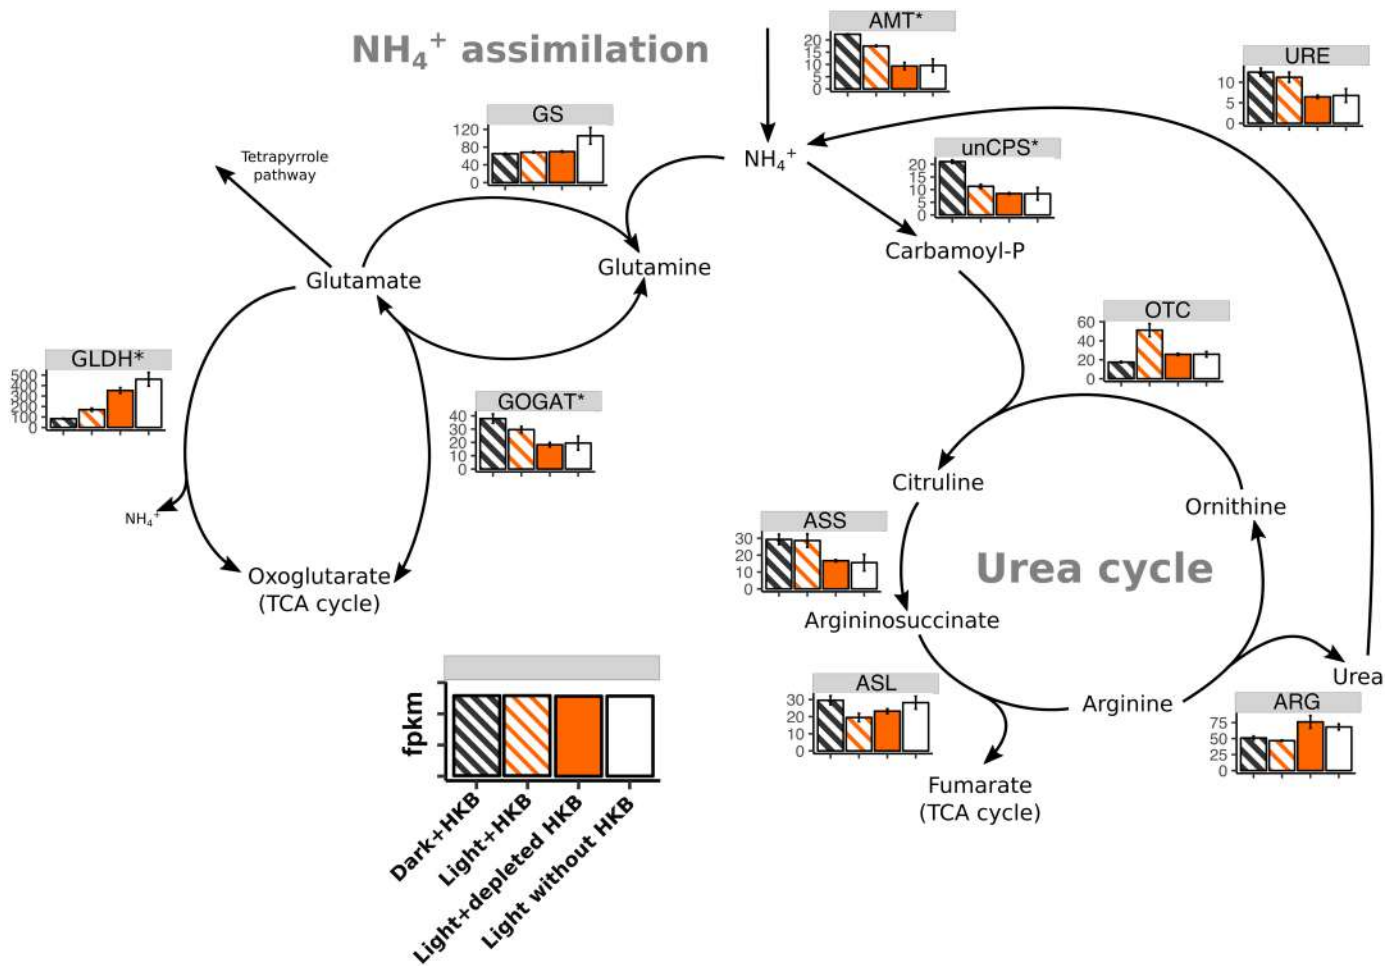 NH₄⁺ assimilation
AMT*
20
15
10
5
0
URE
10
5
0
GS
120
80
40
0
Tetrapyrrole
pathway
NH₄⁺
unCPS*
20
15
10
5
0
Carbamoyl-P
Glutamate
Glutamine
OTC
60
40
20
0
GLDH*
500
400
300
200
100
0
GOGAT*
40
30
20
10
0
Citruline
Ornithine
NH₄⁺
ASS
30
20
10
0
Urea cycle
Oxoglutarate
(TCA cycle)
Argininosuccinate
Urea
ASL
30
20
10
0
Arginine
ARG
75
50
25
0
Fumarate
(TCA cycle)
fpkm
Dark+HKB
Light+HKB
Light+depleted HKB
Light without HKB